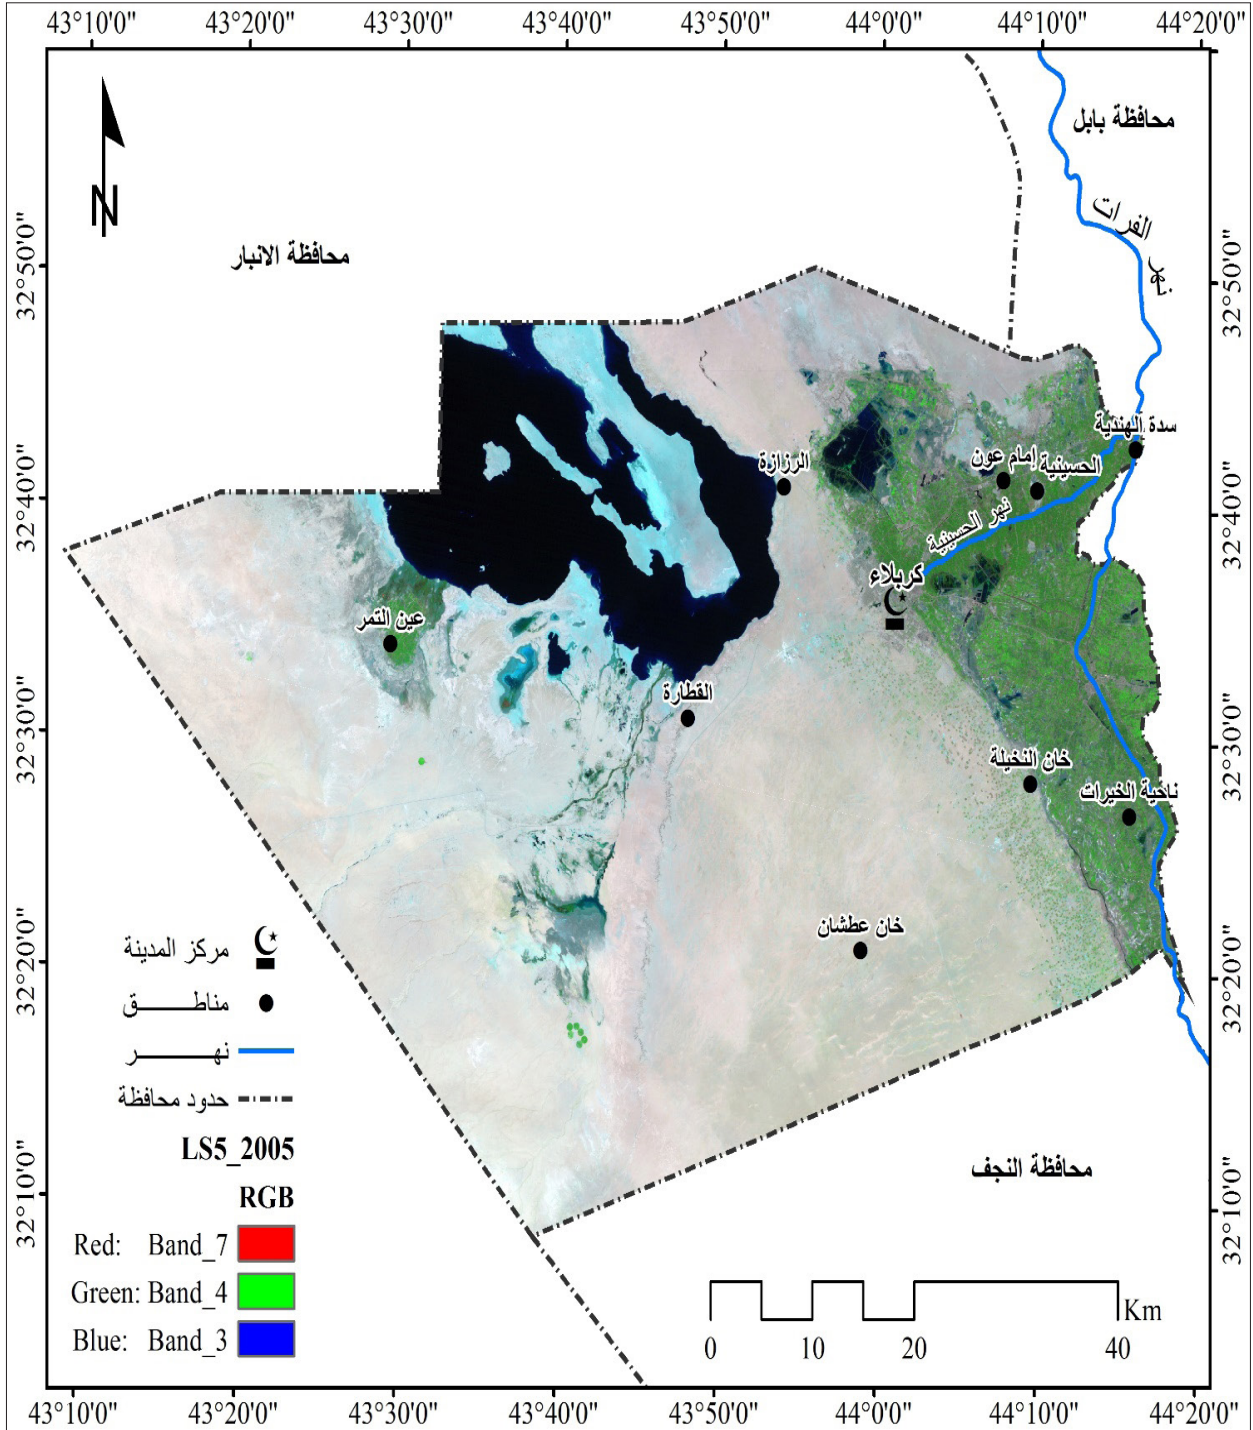 43°10'0" 43°20'0" 43°30'0" 43°40'0" 43°50'0" 44°0'0" 44°10'0" 44°20'0"
محافظة بابل
N
نهر الفرات
محافظة الانبار
32°50'0" 32°50'0"
سدة الهندية
الرزازة
إمام عون
الحسينية
32°40'0" 32°40'0"
نهر الحسينية
كربلاء
عين التمر
القطارة
32°30'0" 32°30'0"
خان النخيلة
ناحية الخيرات
خان عطشان
32°20'0" 32°20'0"
مركز المدينة
مناطــــــــق
نهــــــــــر
حدود محافظة
LS5_2005
RGB
Red: Band_7
Green: Band_4
Blue: Band_3
محافظة النجف
32°10'0" 32°10'0"
Km
0 10 20 40
43°10'0" 43°20'0" 43°30'0" 43°40'0" 43°50'0" 44°0'0" 44°10'0" 44°20'0"